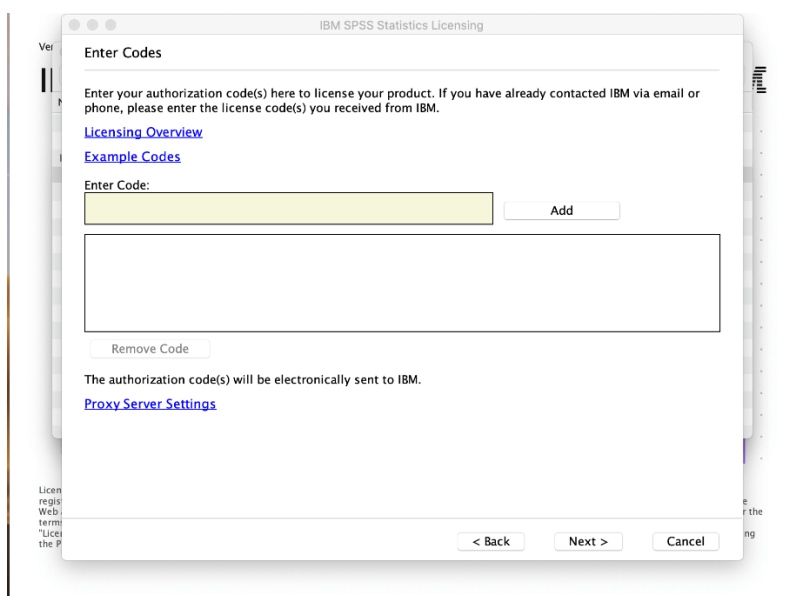 IBM SPSS Statistics Licensing
Enter Codes
Enter your authorization code(s) here to license your product. If you have already contacted IBM via email or
phone, please enter the license code(s) you received from IBM.
Licensing Overview
Example Codes
Enter Code:
Add
Remove Code
The authorization code(s) will be electronically sent to IBM.
Proxy Server Settings
< Back
Next >
Cancel